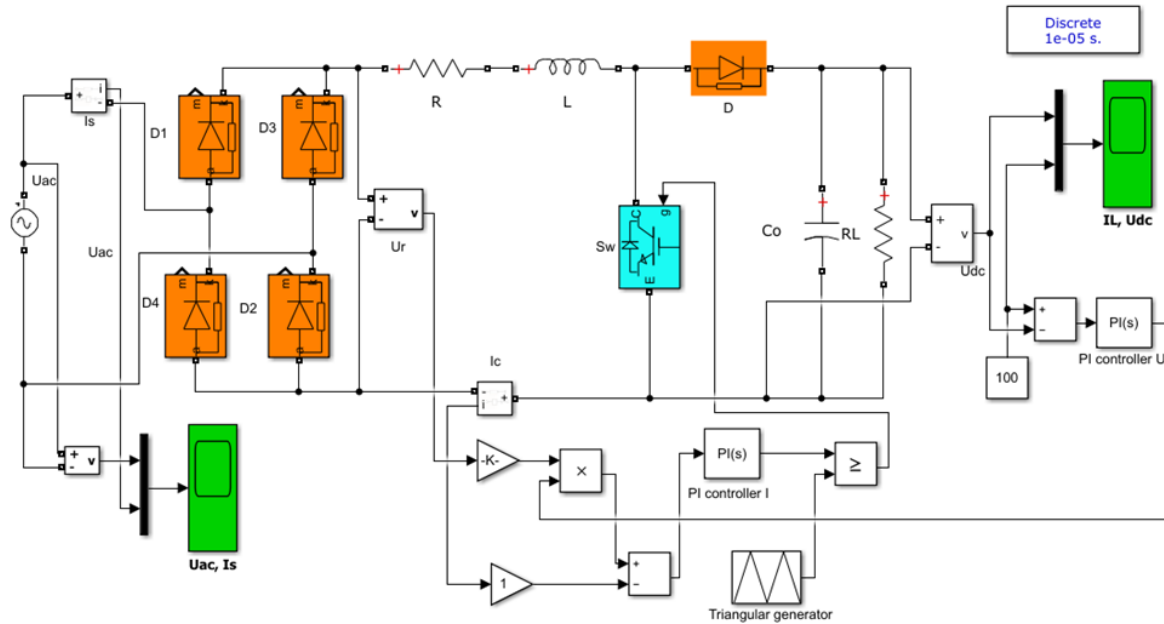 Discrete
1e-05 s.
i
+
-
Is
m
D1
m
D3
+
R
+
L
D
Uac
Uac
+
-
v
Ur
C
g
E
Sw
+
Co
+
RL
+
-
v
Udc
IL, Udc
m
D4
m
D2
+
-
PI(s)
PI controller U
100
Ic
-
i
+
+
-
v
-K-
×
PI(s)
PI controller I
≥
Uac, Is
1
+
-
Triangular generator